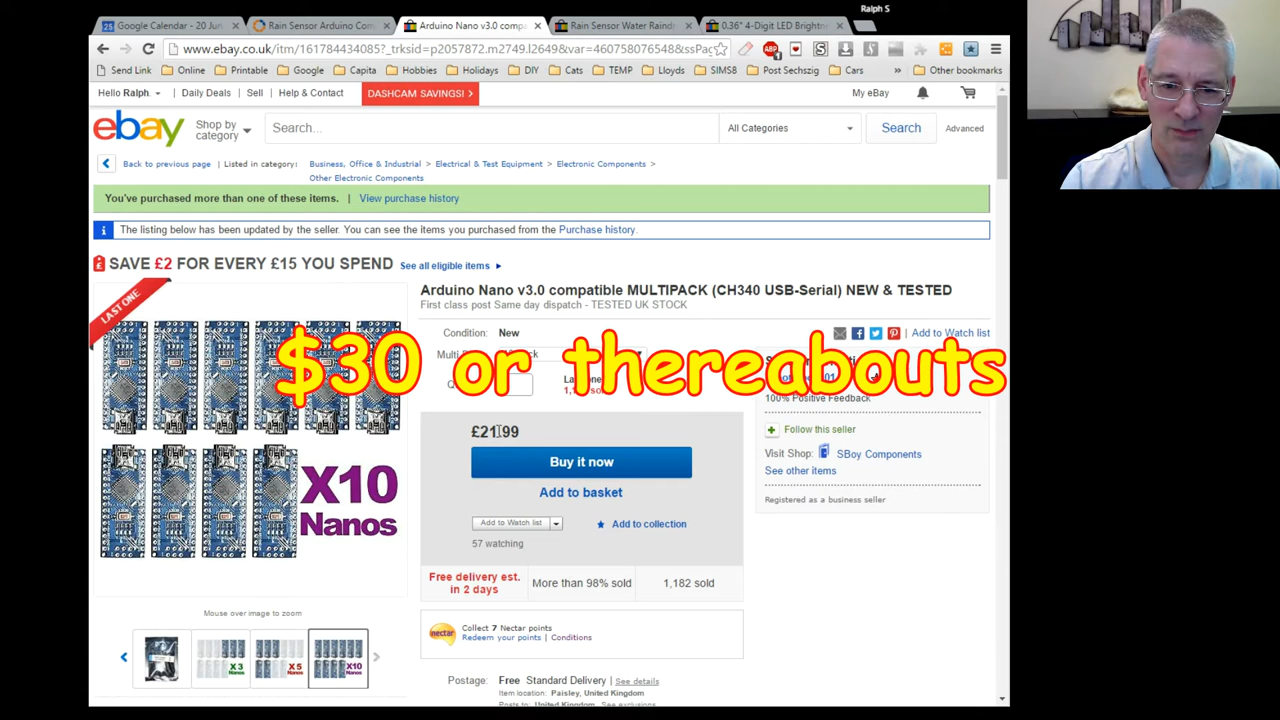 Ralph S
Google Calendar - 20 Jun
Rain Sensor Arduino Com
Arduino Nano v3.0 compa
Rain Sensor Water Raindr
0.36" 4-Digit LED Brightn
www.ebay.co.uk/itm/161784434085?_trksid=p2057872.m2749.l2649&var=460758076548&ssPag
Send Link
Online
Printable
Google
Capita
Hobbies
Holidays
DIY
Cats
TEMP
Lloyds
SIMS8
Post Sechszig
Cars
»
Other bookmarks
Hello Ralph.
Daily Deals
Sell
Help & Contact
DASHCAM SAVINGS! >
My eBay
ebay
Shop by
category
Search...
All Categories
Search
Advanced
Back to previous page
Listed in category:
Business, Office & Industrial > Electrical & Test Equipment > Electronic Components >
Other Electronic Components
You've purchased more than one of these items. | View purchase history
The listing below has been updated by the seller. You can see the items you purchased from the Purchase history.
SAVE £2 FOR EVERY £15 YOU SPEND See all eligible items
LAST ONE
Arduino Nano v3.0 compatible MULTIPACK (CH340 USB-Serial) NEW & TESTED
First class post Same day dispatch - TESTED UK STOCK
Condition: New
Add to Watch list
$30 or thereabouts
100% Positive Feedback
Follow this seller
Visit Shop: SBoy Components
See other items
Registered as a business seller
£21.99
Buy it now
Add to basket
Add to Watch list
Add to collection
57 watching
X10
Nanos
Free delivery est.
in 2 days
More than 98% sold
1,182 sold
Mouse over image to zoom
nectar
Collect 7 Nectar points
Redeem your points | Conditions
X3
Nanos
X5
Nanos
X10
Nanos
Postage: Free Standard Delivery | See details
Item location: Paisley, United Kingdom
Posts to: United Kingdom See exclusions